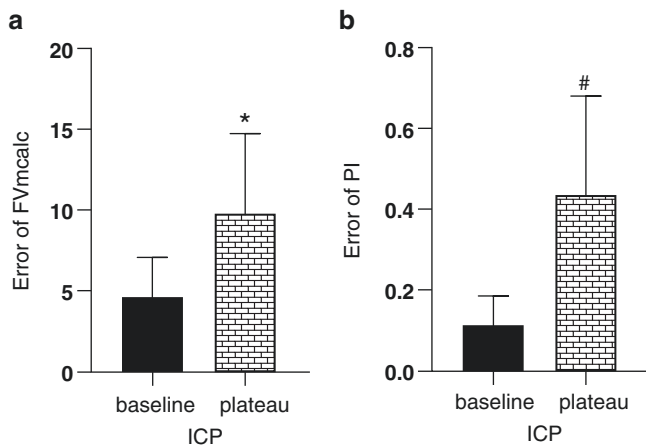 a
Error of FVmcalc
20
15
10
5
0
*
baseline plateau
ICP
b
Error of PI
0.8
0.6
0.4
0.2
0.0
#
baseline plateau
ICP